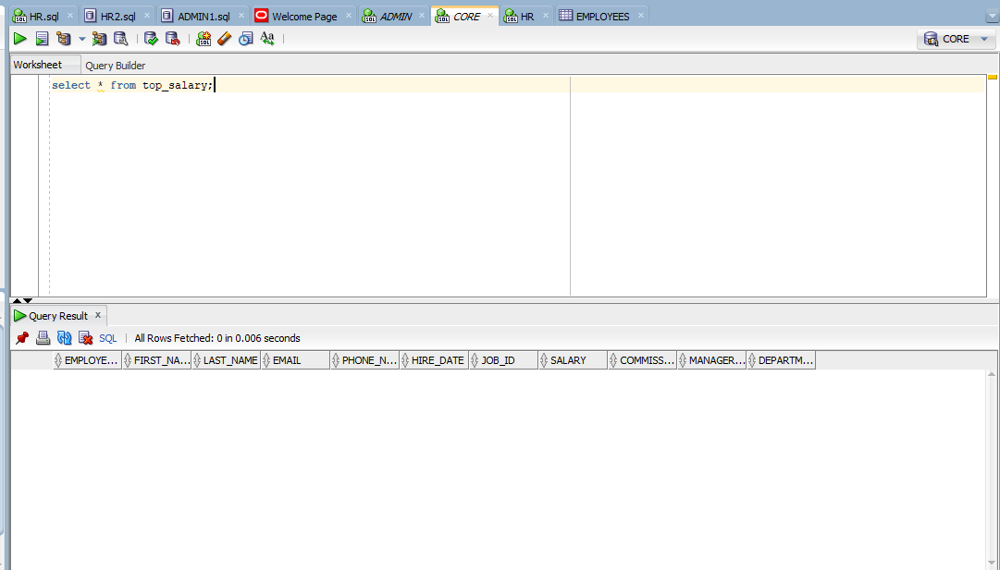 HR.sql HR2.sql ADMIN1.sql Welcome Page ADMIN CORE HR EMPLOYEES
Aa CORE
Worksheet Query Builder
select * from top_salary;
Query Result
SQL All Rows Fetched: 0 in 0.006 seconds
EMPLOYE... FIRST_NA... LAST_NAME EMAIL PHONE_N... HIRE_DATE JOB_ID SALARY COMMISS... MANAGER... DEPARTM...